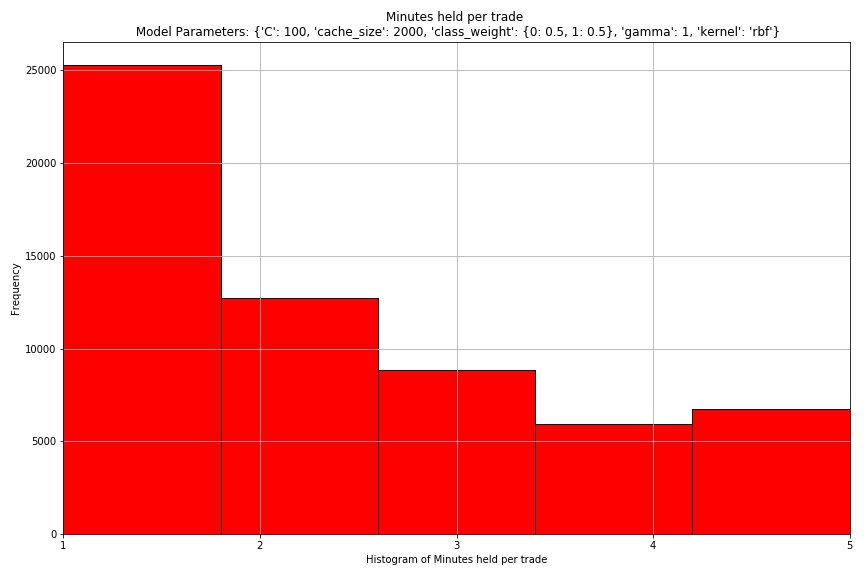 Minutes held per trade
Model Parameters: {'C': 100, 'cache_size': 2000, 'class_weight': {0: 0.5, 1: 0.5}, 'gamma': 1, 'kernel': 'rbf'}
25000
20000
15000
10000
5000
0
Frequency
1 2 3 4 5
Histogram of Minutes held per trade